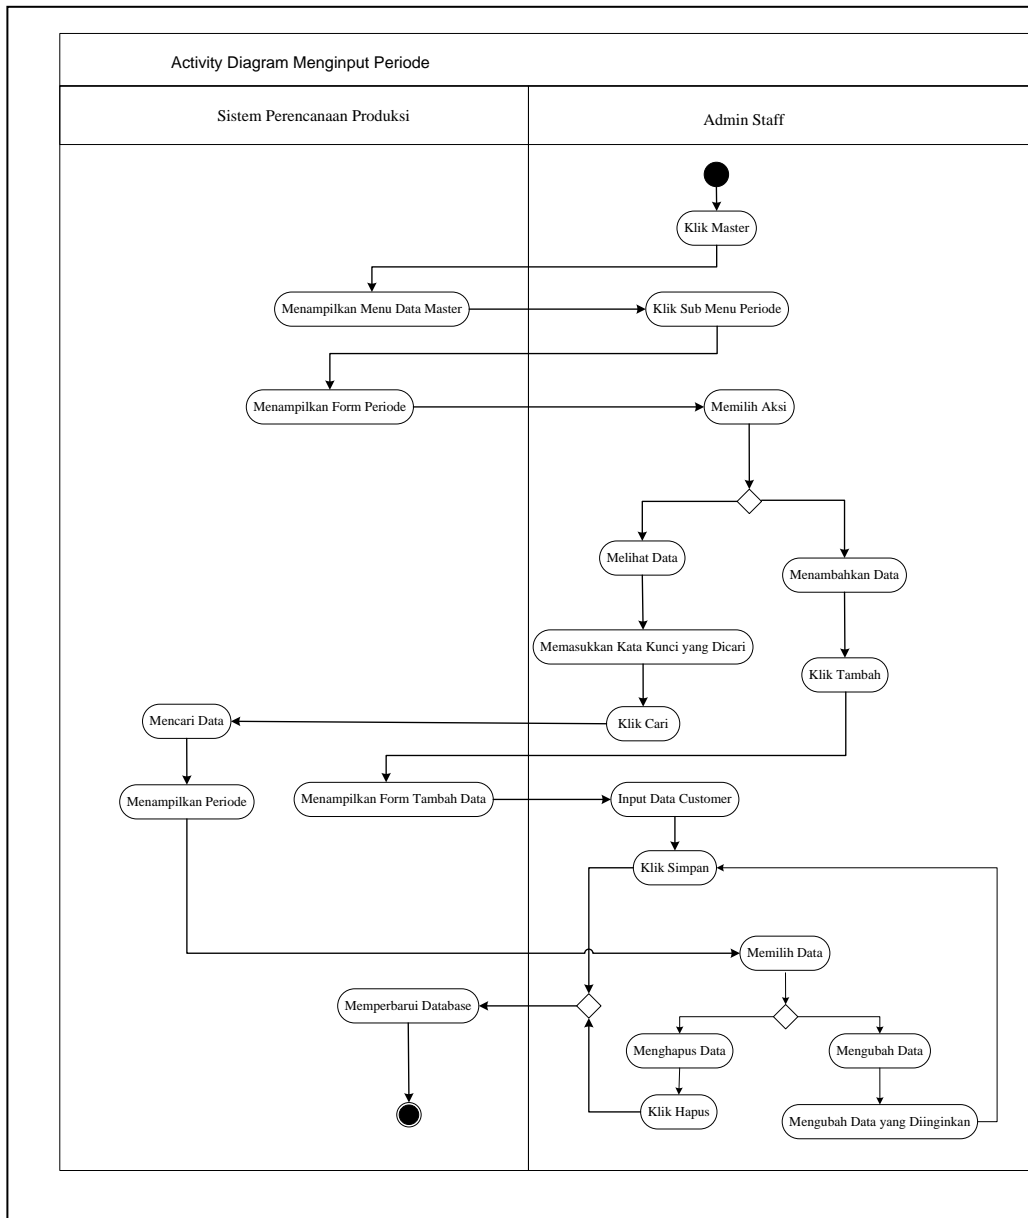 Activity Diagram Menginput Periode
Sistem Perencanaan Produksi
Admin Staff
Klik Master
Menampilkan Menu Data Master
Klik Sub Menu Periode
Menampilkan Form Periode
Memilih Aksi
Melihat Data
Menambahkan Data
Memasukkan Kata Kunci yang Dicari
Klik Tambah
Mencari Data
Klik Cari
Menampilkan Periode
Menampilkan Form Tambah Data
Input Data Customer
Klik Simpan
Memilih Data
Memperbarui Database
Menghapus Data
Mengubah Data
Klik Hapus
Mengubah Data yang Diinginkan